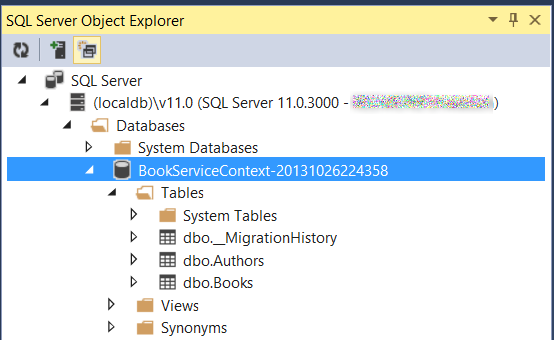 SQL Server Object Explorer
SQL Server
(localdb)\v11.0 (SQL Server 11.0.3000 - )
Databases
System Databases
BookServiceContext-20131026224358
Tables
System Tables
dbo.__MigrationHistory
dbo.Authors
dbo.Books
Views
Synonyms